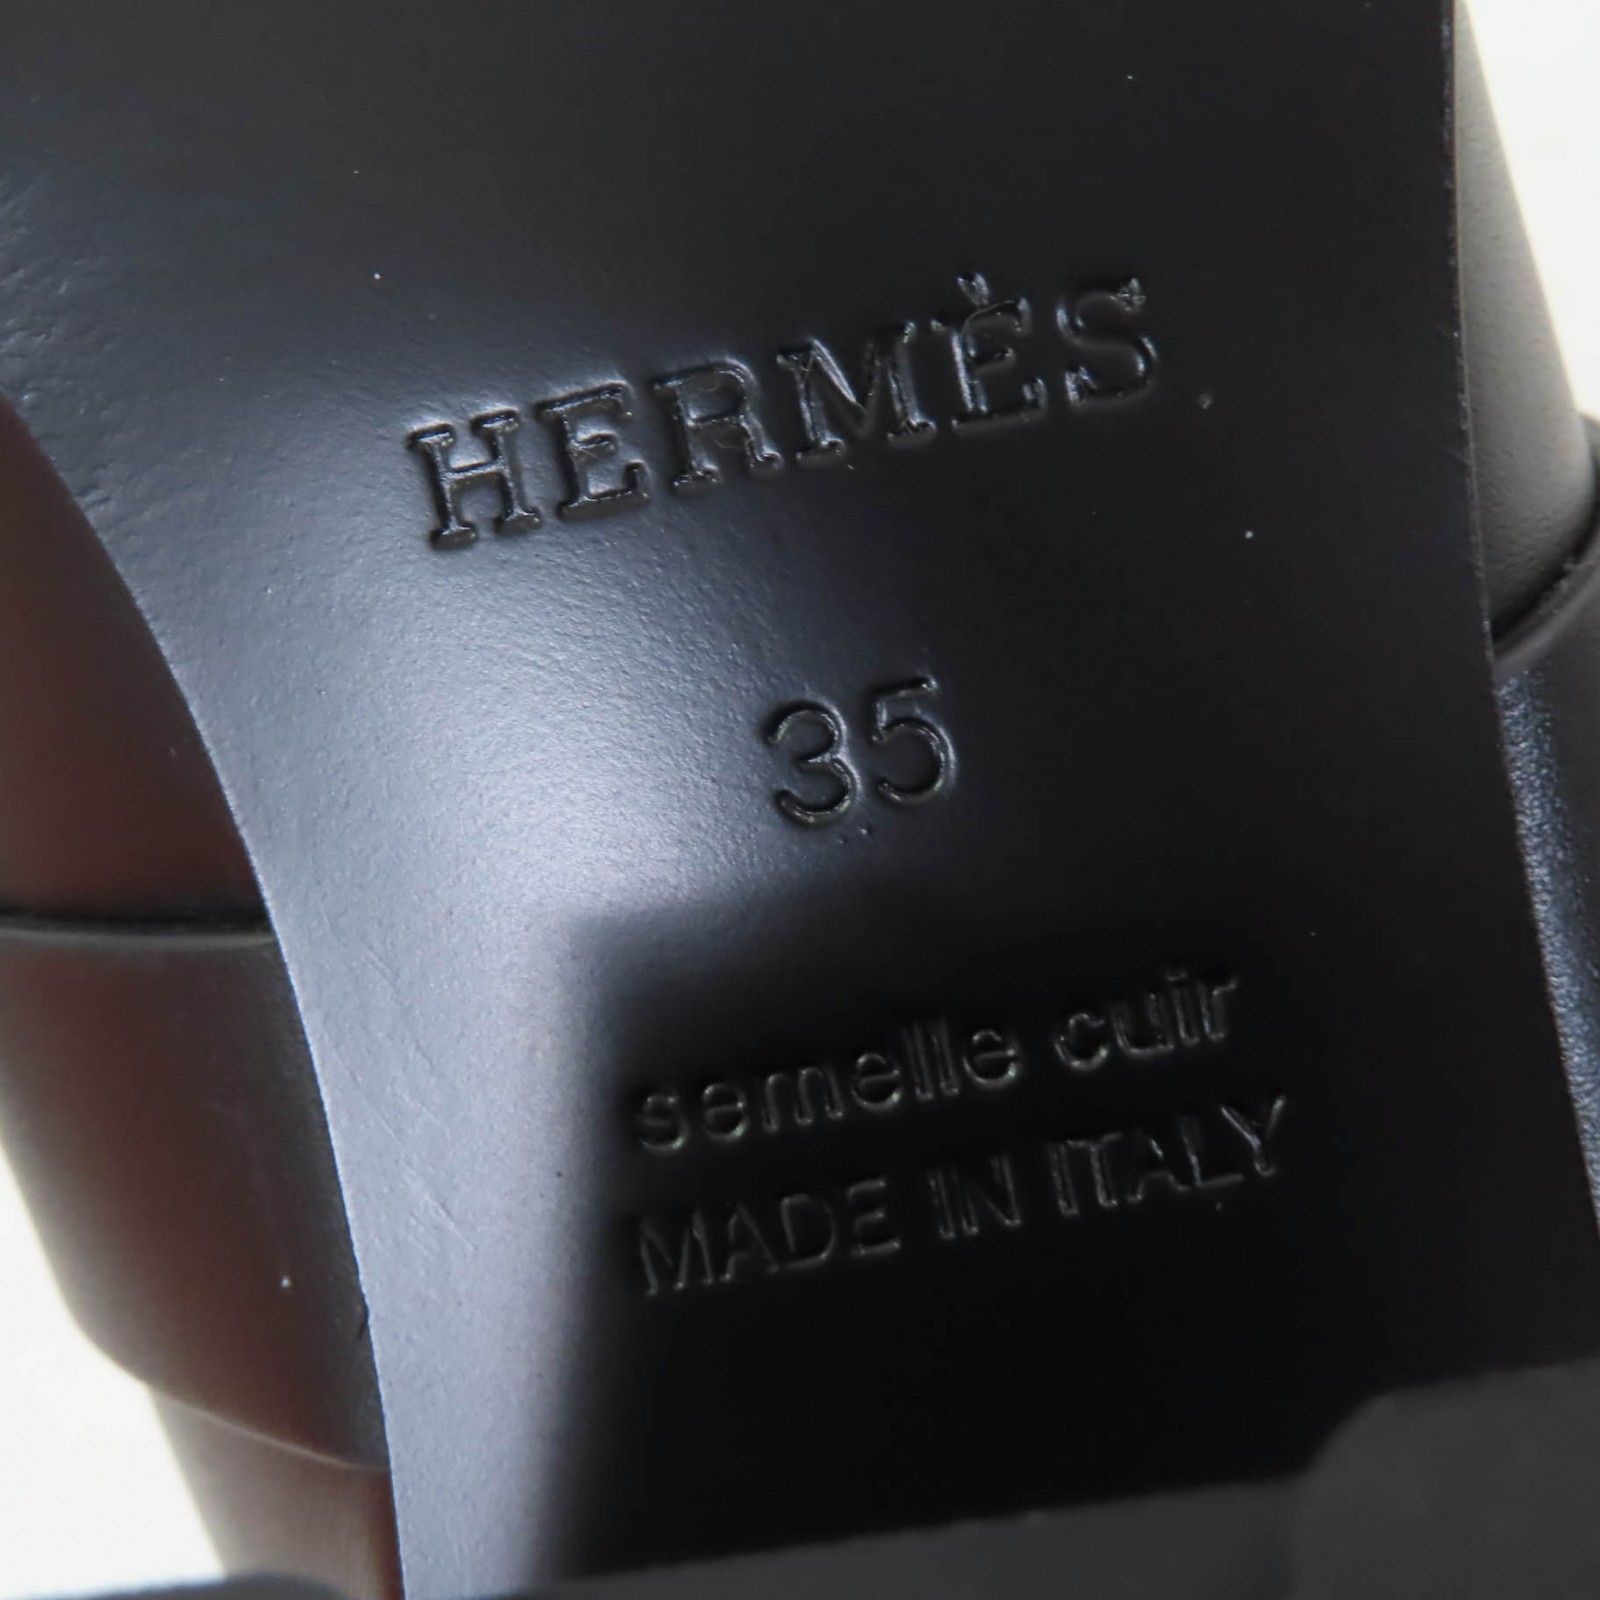 HERMÈS
35
semelle cuir
MADE IN ITALY